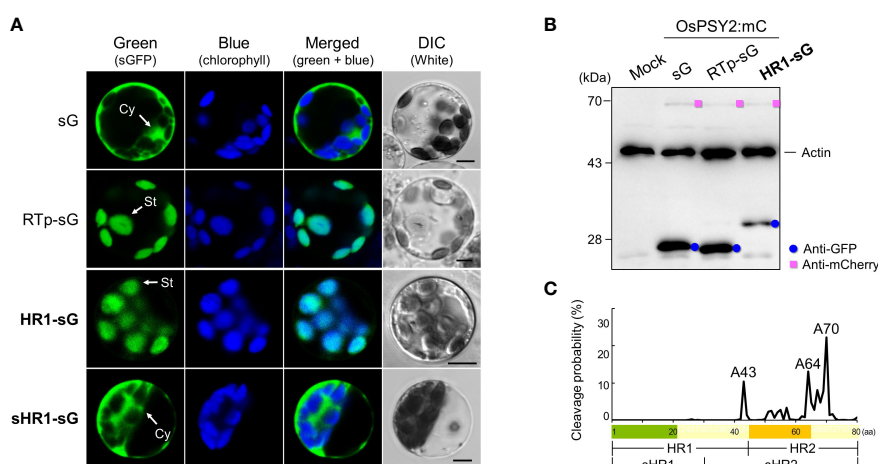 A
Green
(sGFP)
Blue
(chlorophyll)
Merged
(green + blue)
DIC
(White)
sG
Cy
RTp-sG
St
HR1-sG
St
sHR1-sG
Cy
B
OsPSY2:mC
(kDa)
Mock
sG
RTp-sG
HR1-sG
70
43
28
Actin
Anti-GFP
Anti-mCherry
C
Cleavage probability (%)
30
20
10
0
A43
A64
A70
1 20 40 60 80 (aa)
HR1 HR2
sHR1 sHR2